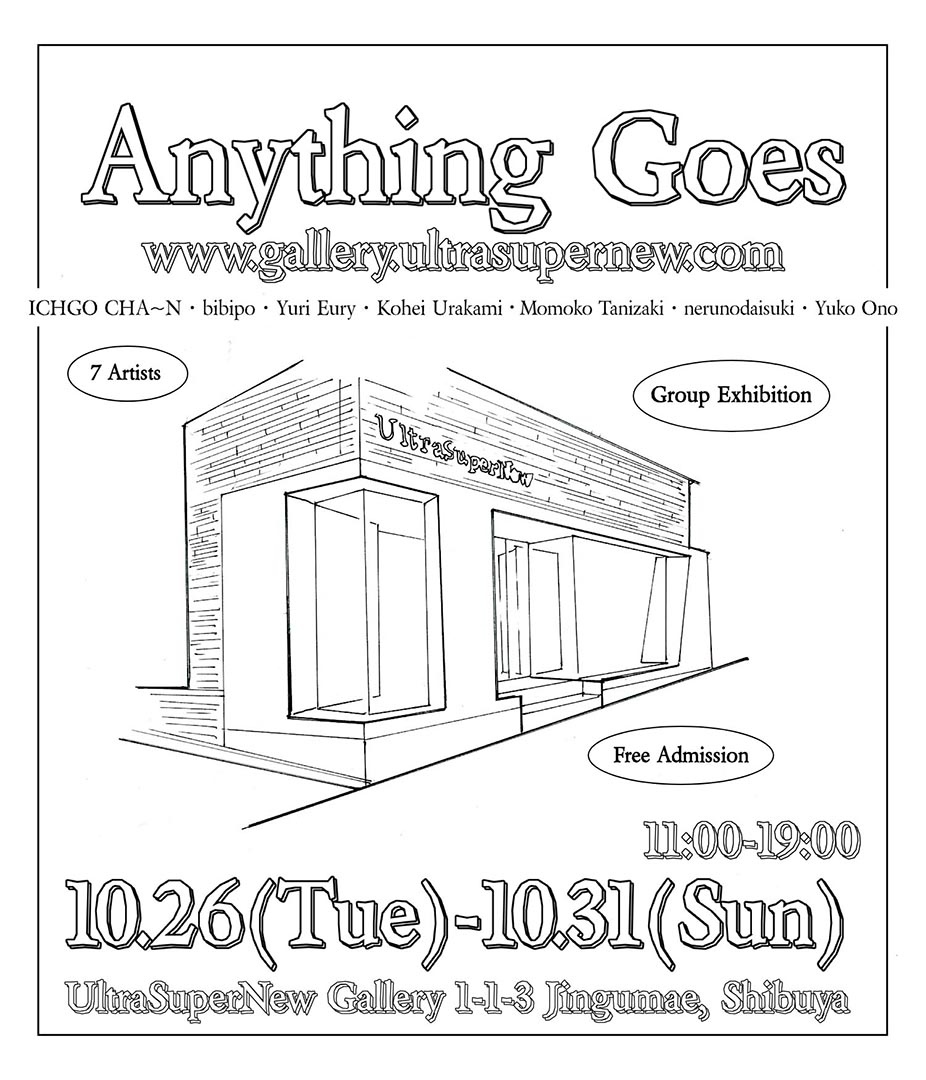 Anything Goes
www.gallery.ultrasupernew.com
ICHGO CHA~N · bibipo · Yuri Eury · Kohei Urakami · Momoko Tanizaki · nerunodaisuki · Yuko Ono
7 Artists
Group Exhibition
UltraSuperNew
Free Admission
11:00-19:00
10.26(Tue)-10.31(Sun)
UltraSuperNew Gallery 1-1-3 Jingumae, Shibuya